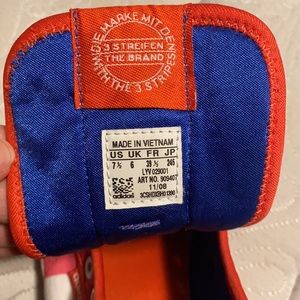 DIE MARKE MIT DEN
3 STREIFEN
THE BRAND
WITH THE 3 STRIPES
MADE IN VIETNAM
US UK FR JP
7½ 6 39⅓ 245
LYV 029001
ART NO. 909407
11/08
adidas